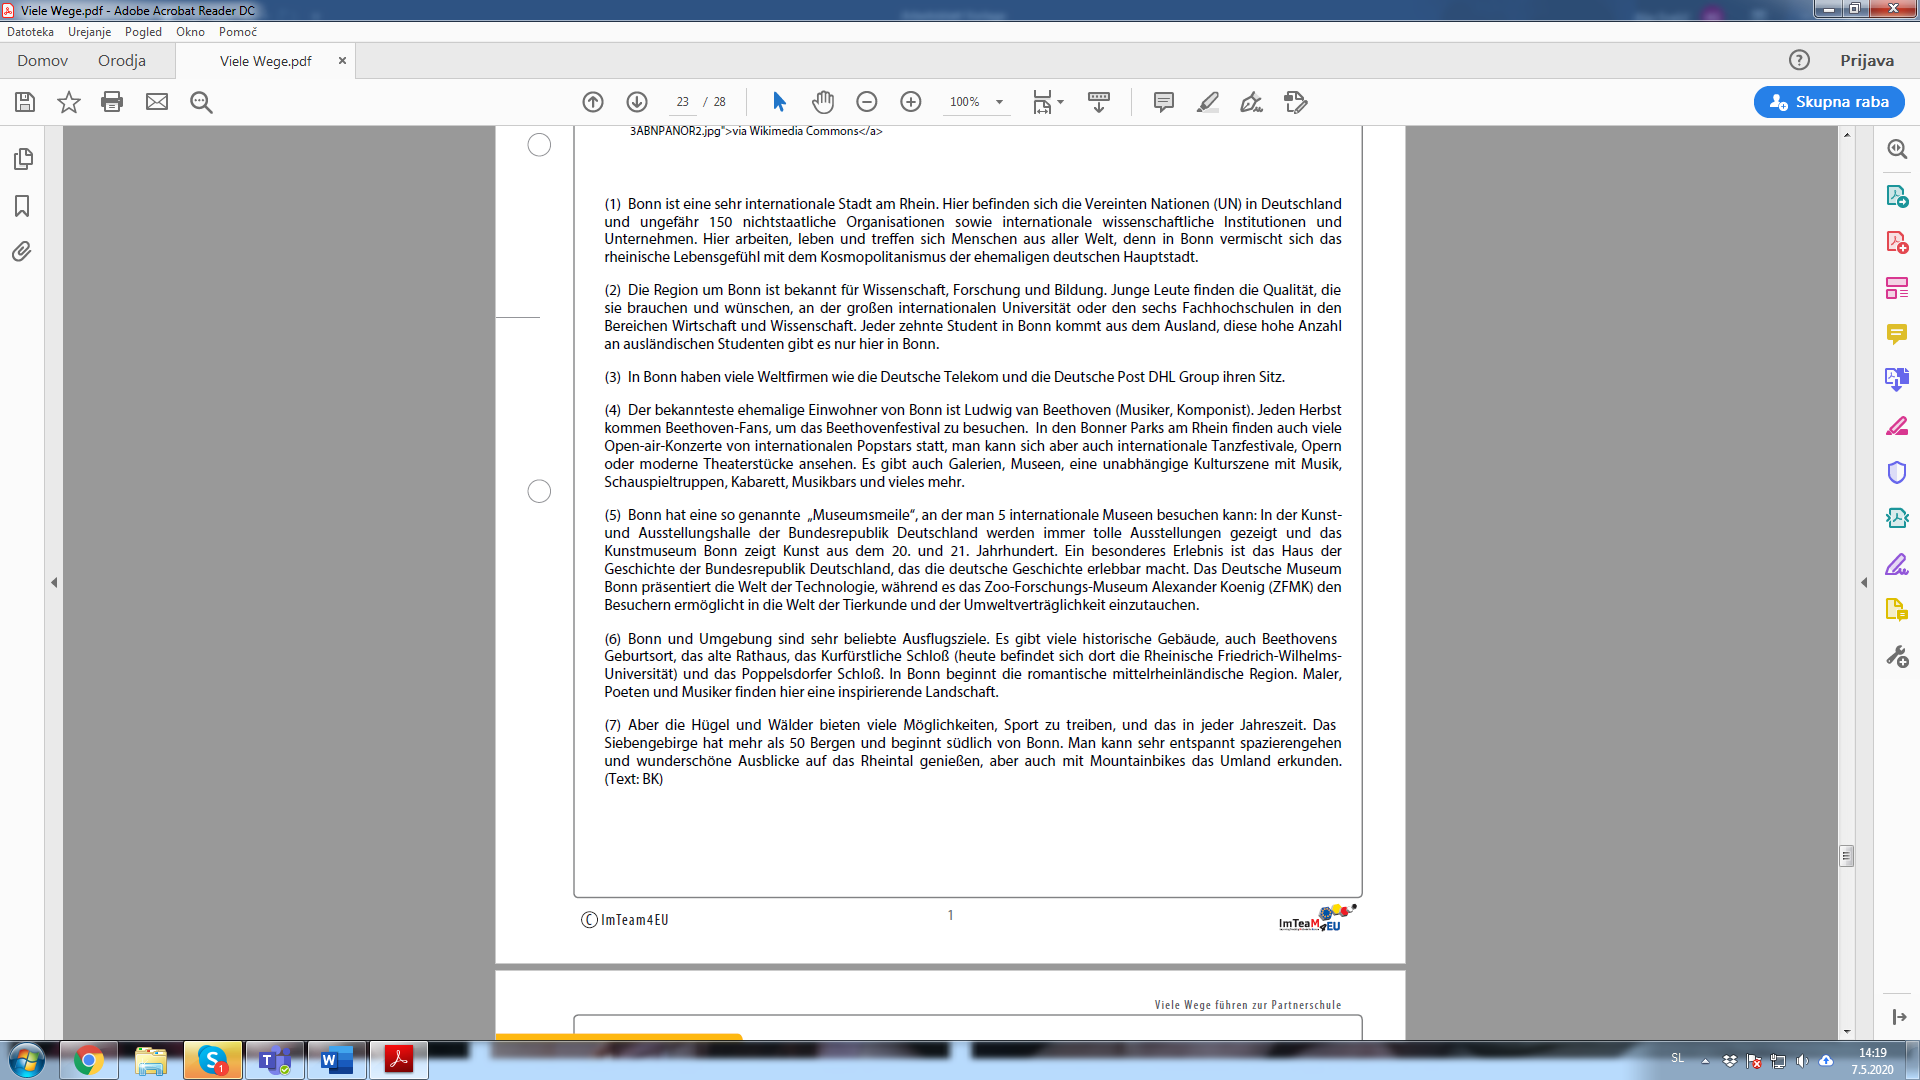 Viele Wege.pdf - Adobe Acrobat Reader DC
Datoteka Urejanje Pogled Okno Pomoč
Domov Orodja Viele Wege.pdf × ? Prijava
23 / 28 100% Skupna raba
3ABNPANOR2.jpg">via Wikimedia Commons</a>
(1) Bonn ist eine sehr internationale Stadt am Rhein. Hier befinden sich die Vereinten Nationen (UN) in Deutschland
und ungefähr 150 nichtstaatliche Organisationen sowie internationale wissenschaftliche Institutionen und
Unternehmen. Hier arbeiten, leben und treffen sich Menschen aus aller Welt, denn in Bonn vermischt sich das
rheinische Lebensgefühl mit dem Kosmopolitanismus der ehemaligen deutschen Hauptstadt.
(2) Die Region um Bonn ist bekannt für Wissenschaft, Forschung und Bildung. Junge Leute finden die Qualität, die
sie brauchen und wünschen, an der großen internationalen Universität oder den sechs Fachhochschulen in den
Bereichen Wirtschaft und Wissenschaft. Jeder zehnte Student in Bonn kommt aus dem Ausland, diese hohe Anzahl
an ausländischen Studenten gibt es nur hier in Bonn.
(3) In Bonn haben viele Weltfirmen wie die Deutsche Telekom und die Deutsche Post DHL Group ihren Sitz.
(4) Der bekannteste ehemalige Einwohner von Bonn ist Ludwig van Beethoven (Musiker, Komponist). Jeden Herbst
kommen Beethoven-Fans, um das Beethovenfestival zu besuchen. In den Bonner Parks am Rhein finden auch viele
Open-air-Konzerte von internationalen Popstars statt, man kann sich aber auch internationale Tanzfestivale, Opern
oder moderne Theaterstücke ansehen. Es gibt auch Galerien, Museen, eine unabhängige Kulturszene mit Musik,
Schauspieltruppen, Kabarett, Musikbars und vieles mehr.
(5) Bonn hat eine so genannte „Museumsmeile“, an der man 5 internationale Museen besuchen kann: In der Kunst-
und Ausstellungshalle der Bundesrepublik Deutschland werden immer tolle Ausstellungen gezeigt und das
Kunstmuseum Bonn zeigt Kunst aus dem 20. und 21. Jahrhundert. Ein besonderes Erlebnis ist das Haus der
Geschichte der Bundesrepublik Deutschland, das die deutsche Geschichte erlebbar macht. Das Deutsche Museum
Bonn präsentiert die Welt der Technologie, während es das Zoo-Forschungs-Museum Alexander Koenig (ZFMK) den
Besuchern ermöglicht in die Welt der Tierkunde und der Umweltverträglichkeit einzutauchen.
(6) Bonn und Umgebung sind sehr beliebte Ausflugsziele. Es gibt viele historische Gebäude, auch Beethovens
Geburtsort, das alte Rathaus, das Kurfürstliche Schloß (heute befindet sich dort die Rheinische Friedrich-Wilhelms-
Universität) und das Poppelsdorfer Schloß. In Bonn beginnt die romantische mittelrheinländische Region. Maler,
Poeten und Musiker finden hier eine inspirierende Landschaft.
(7) Aber die Hügel und Wälder bieten viele Möglichkeiten, Sport zu treiben, und das in jeder Jahreszeit. Das
Siebengebirge hat mehr als 50 Bergen und beginnt südlich von Bonn. Man kann sehr entspannt spazierengehen
und wunderschöne Ausblicke auf das Rheintal genießen, aber auch mit Mountainbikes das Umland erkunden.
(Text: BK)
© ImTeam4EU 1 ImTeaM4EU
Viele Wege führen zur Partnerschule
SL 14:19
7.5.2020